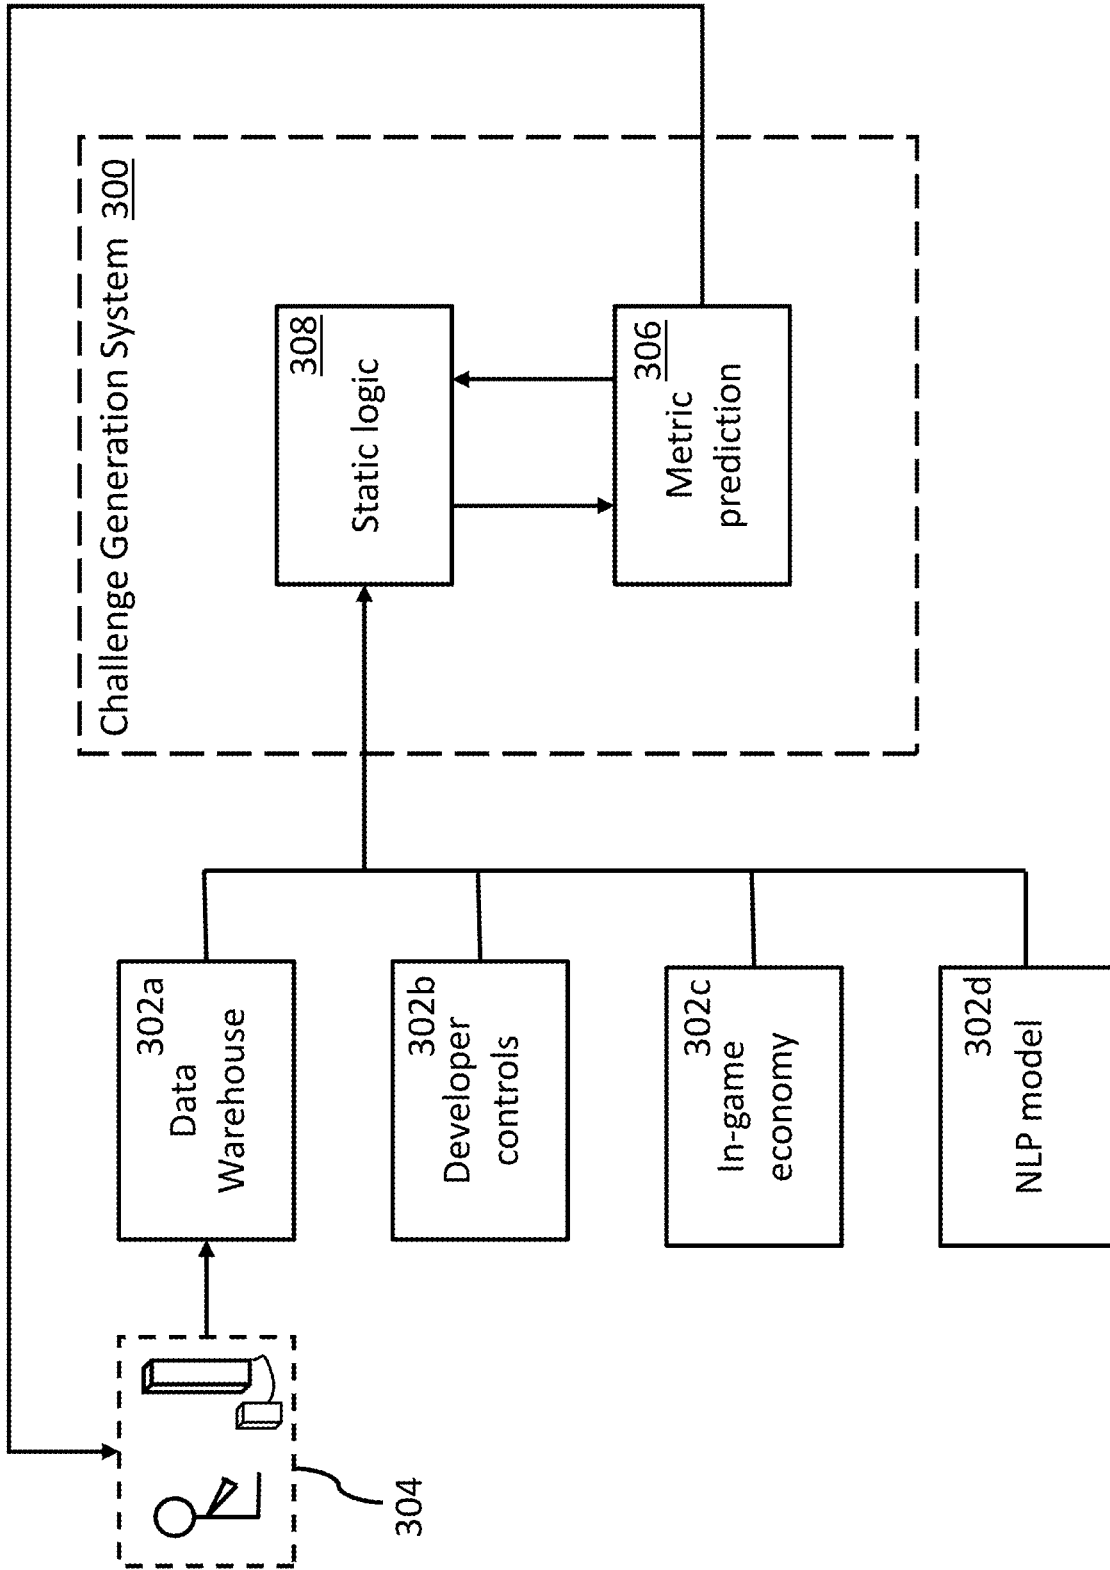 Challenge Generation System 300
302a
Data
Warehouse
302b
Developer
controls
302c
In-game
economy
302d
NLP model
308
Static logic
306
Metric
prediction
304